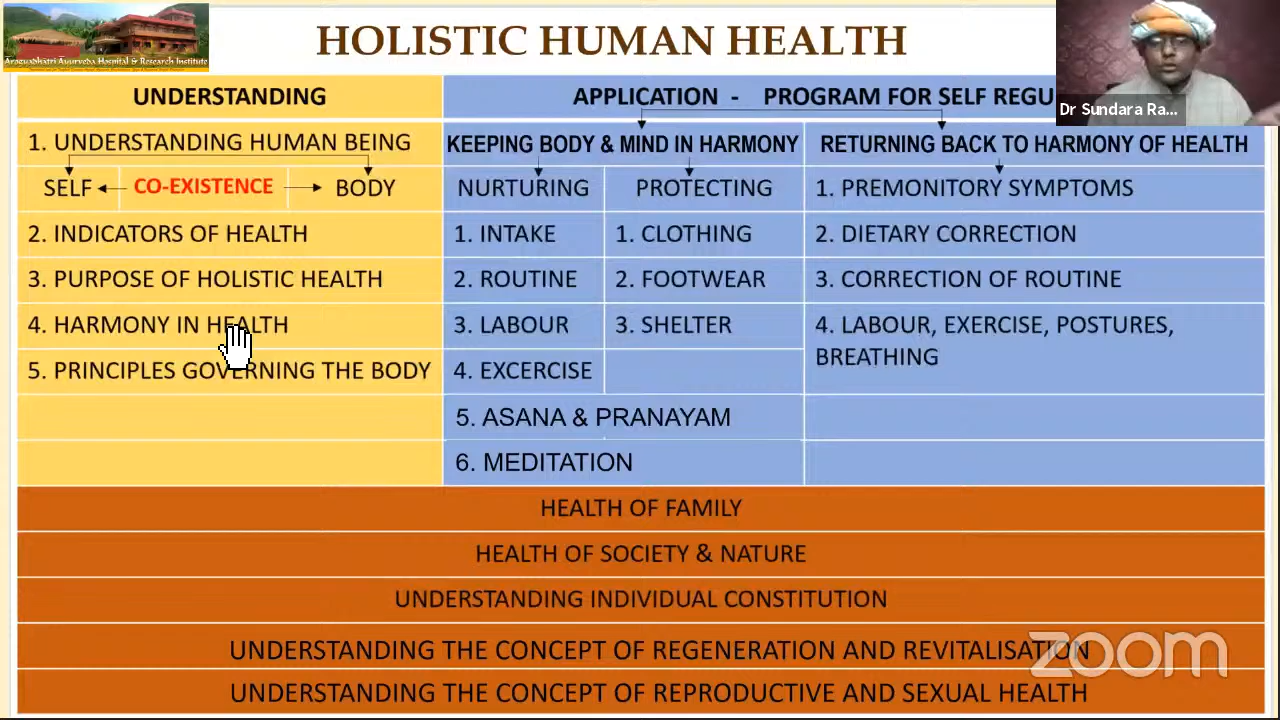 Aragvadhatri Ayurveda Hospital & Research Institute
HOLISTIC HUMAN HEALTH
Dr Sundara Ra...
UNDERSTANDING
APPLICATION - PROGRAM FOR SELF REGU
1. UNDERSTANDING HUMAN BEING
KEEPING BODY & MIND IN HARMONY
RETURNING BACK TO HARMONY OF HEALTH
SELF
CO-EXISTENCE
BODY
NURTURING
PROTECTING
1. PREMONITORY SYMPTOMS
2. INDICATORS OF HEALTH
1. INTAKE
1. CLOTHING
2. DIETARY CORRECTION
3. PURPOSE OF HOLISTIC HEALTH
2. ROUTINE
2. FOOTWEAR
3. CORRECTION OF ROUTINE
4. HARMONY IN HEALTH
3. LABOUR
3. SHELTER
4. LABOUR, EXERCISE, POSTURES,
BREATHING
5. PRINCIPLES GOVERNING THE BODY
4. EXCERCISE
5. ASANA & PRANAYAM
6. MEDITATION
HEALTH OF FAMILY
HEALTH OF SOCIETY & NATURE
UNDERSTANDING INDIVIDUAL CONSTITUTION
UNDERSTANDING THE CONCEPT OF REGENERATION AND REVITALISATION
zoom
UNDERSTANDING THE CONCEPT OF REPRODUCTIVE AND SEXUAL HEALTH